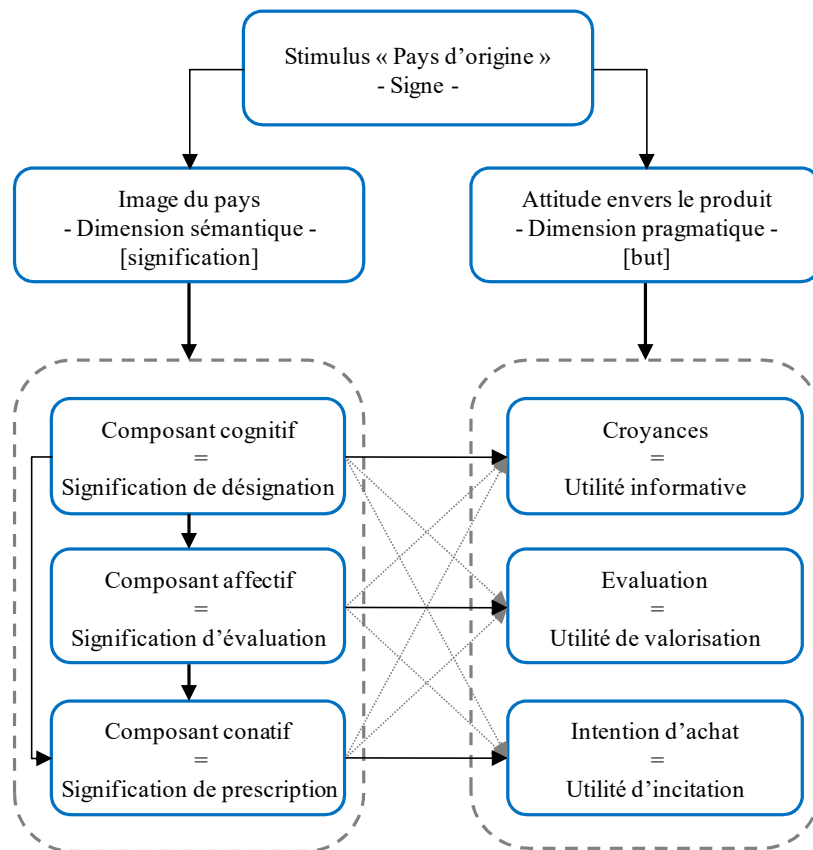 Stimulus « Pays d’origine »
- Signe -
Image du pays
- Dimension sémantique -
[signification]
Attitude envers le produit
- Dimension pragmatique -
[but]
Composant cognitif
=
Signification de désignation
Croyances
=
Utilité informative
Composant affectif
=
Signification d’évaluation
Evaluation
=
Utilité de valorisation
Composant conatif
=
Signification de prescription
Intention d’achat
=
Utilité d’incitation